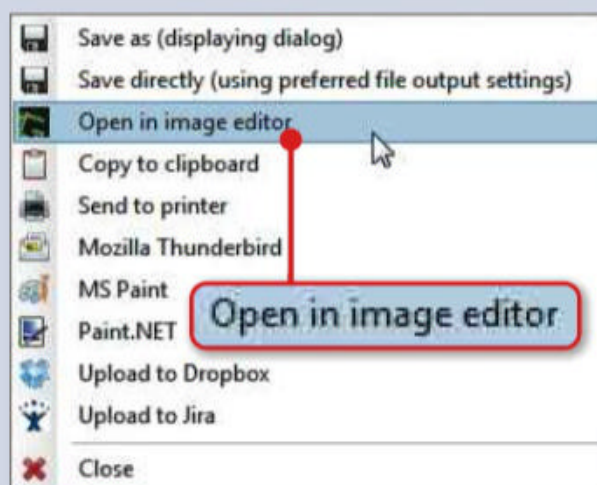 Save as (displaying dialog)
Save directly (using preferred file output settings)
Open in image editor
Copy to clipboard
Send to printer
Mozilla Thunderbird
MS Paint
Open in image editor
Paint.NET
Upload to Dropbox
Upload to Jira
Close